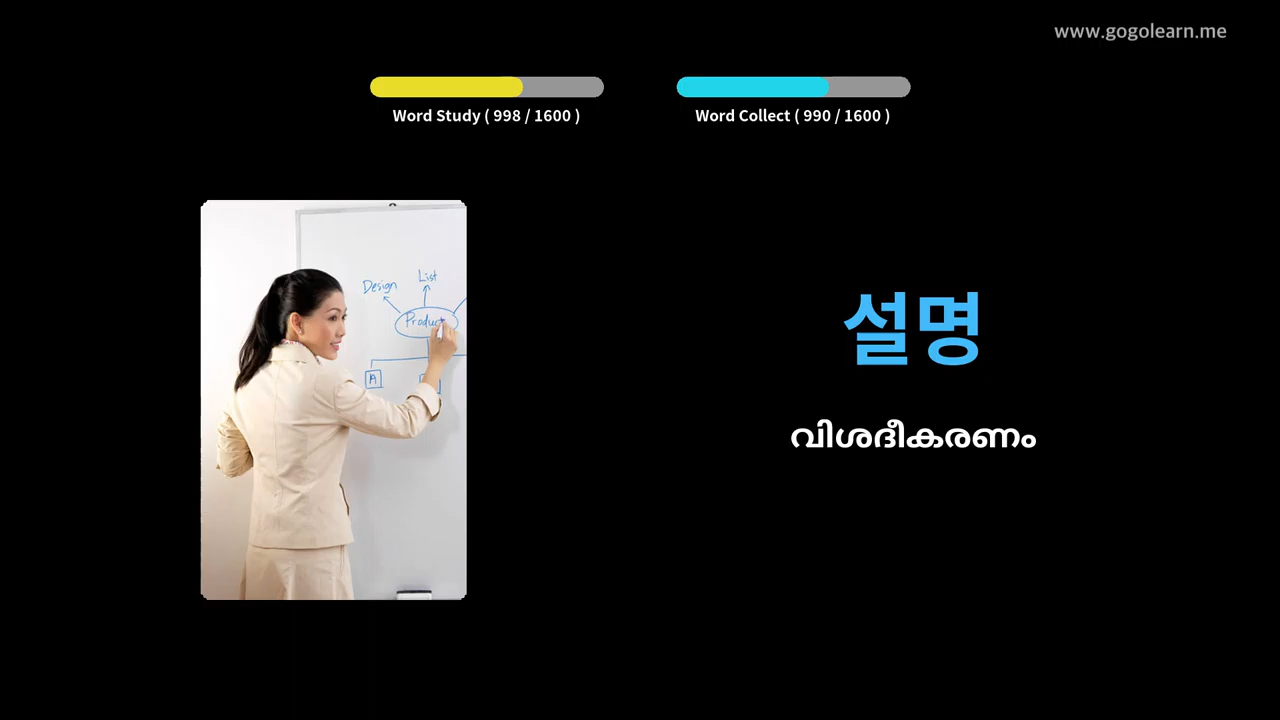 www.gogolearn.me
Word Study ( 998 / 1600 )
Word Collect ( 990 / 1600 )
Design
List
Product
A
설명
വിശദീകരണം